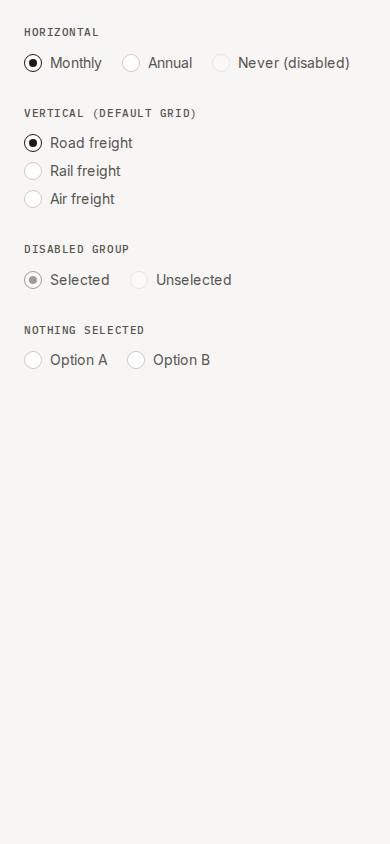 HORIZONTAL
Monthly Annual Never (disabled)
VERTICAL (DEFAULT GRID)
Road freight
Rail freight
Air freight
DISABLED GROUP
Selected Unselected
NOTHING SELECTED
Option A Option B